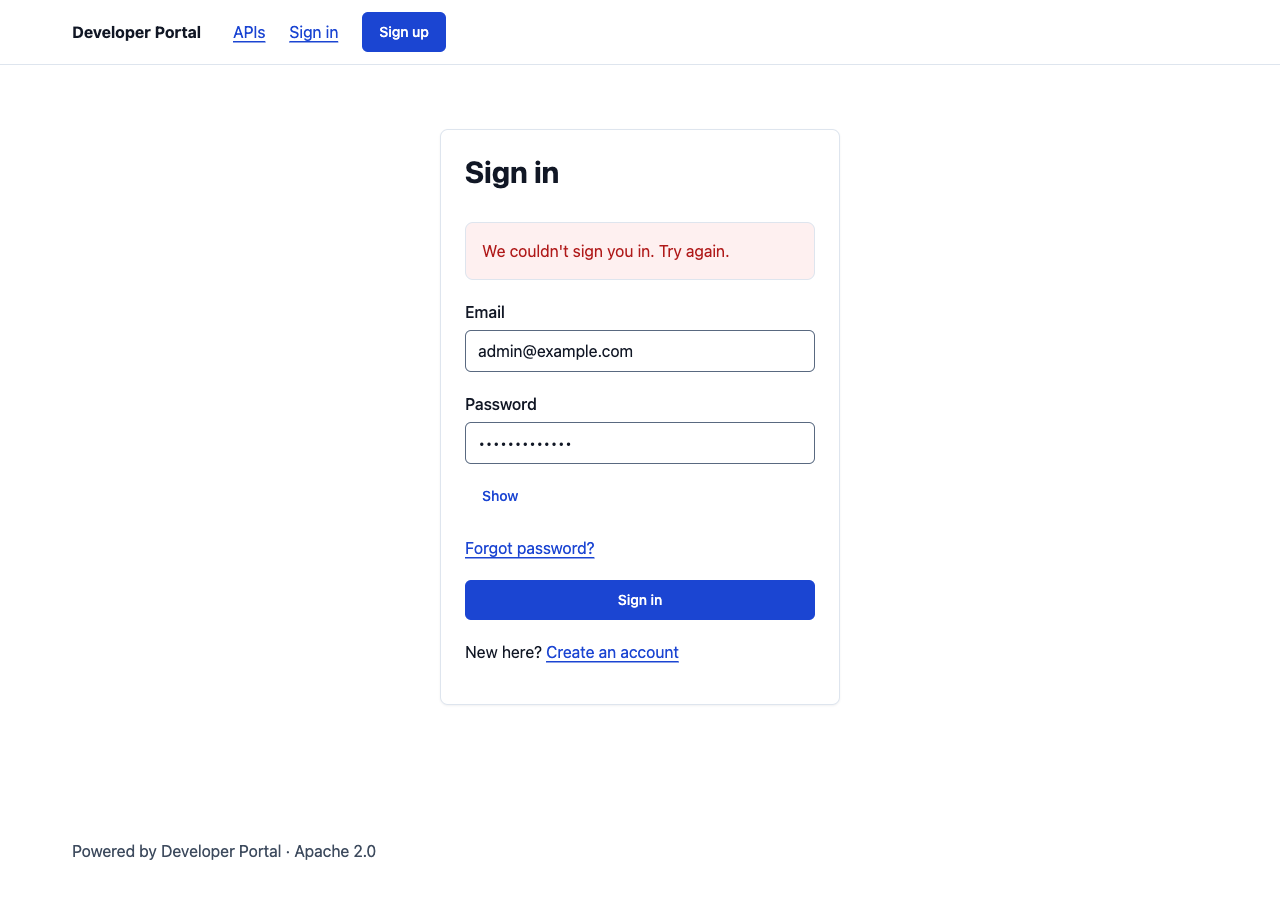 Developer Portal APIs Sign in Sign up
Sign in
We couldn't sign you in. Try again.
Email
admin@example.com
Password
•••••••••••••
Show
Forgot password?
Sign in
New here? Create an account
Powered by Developer Portal · Apache 2.0